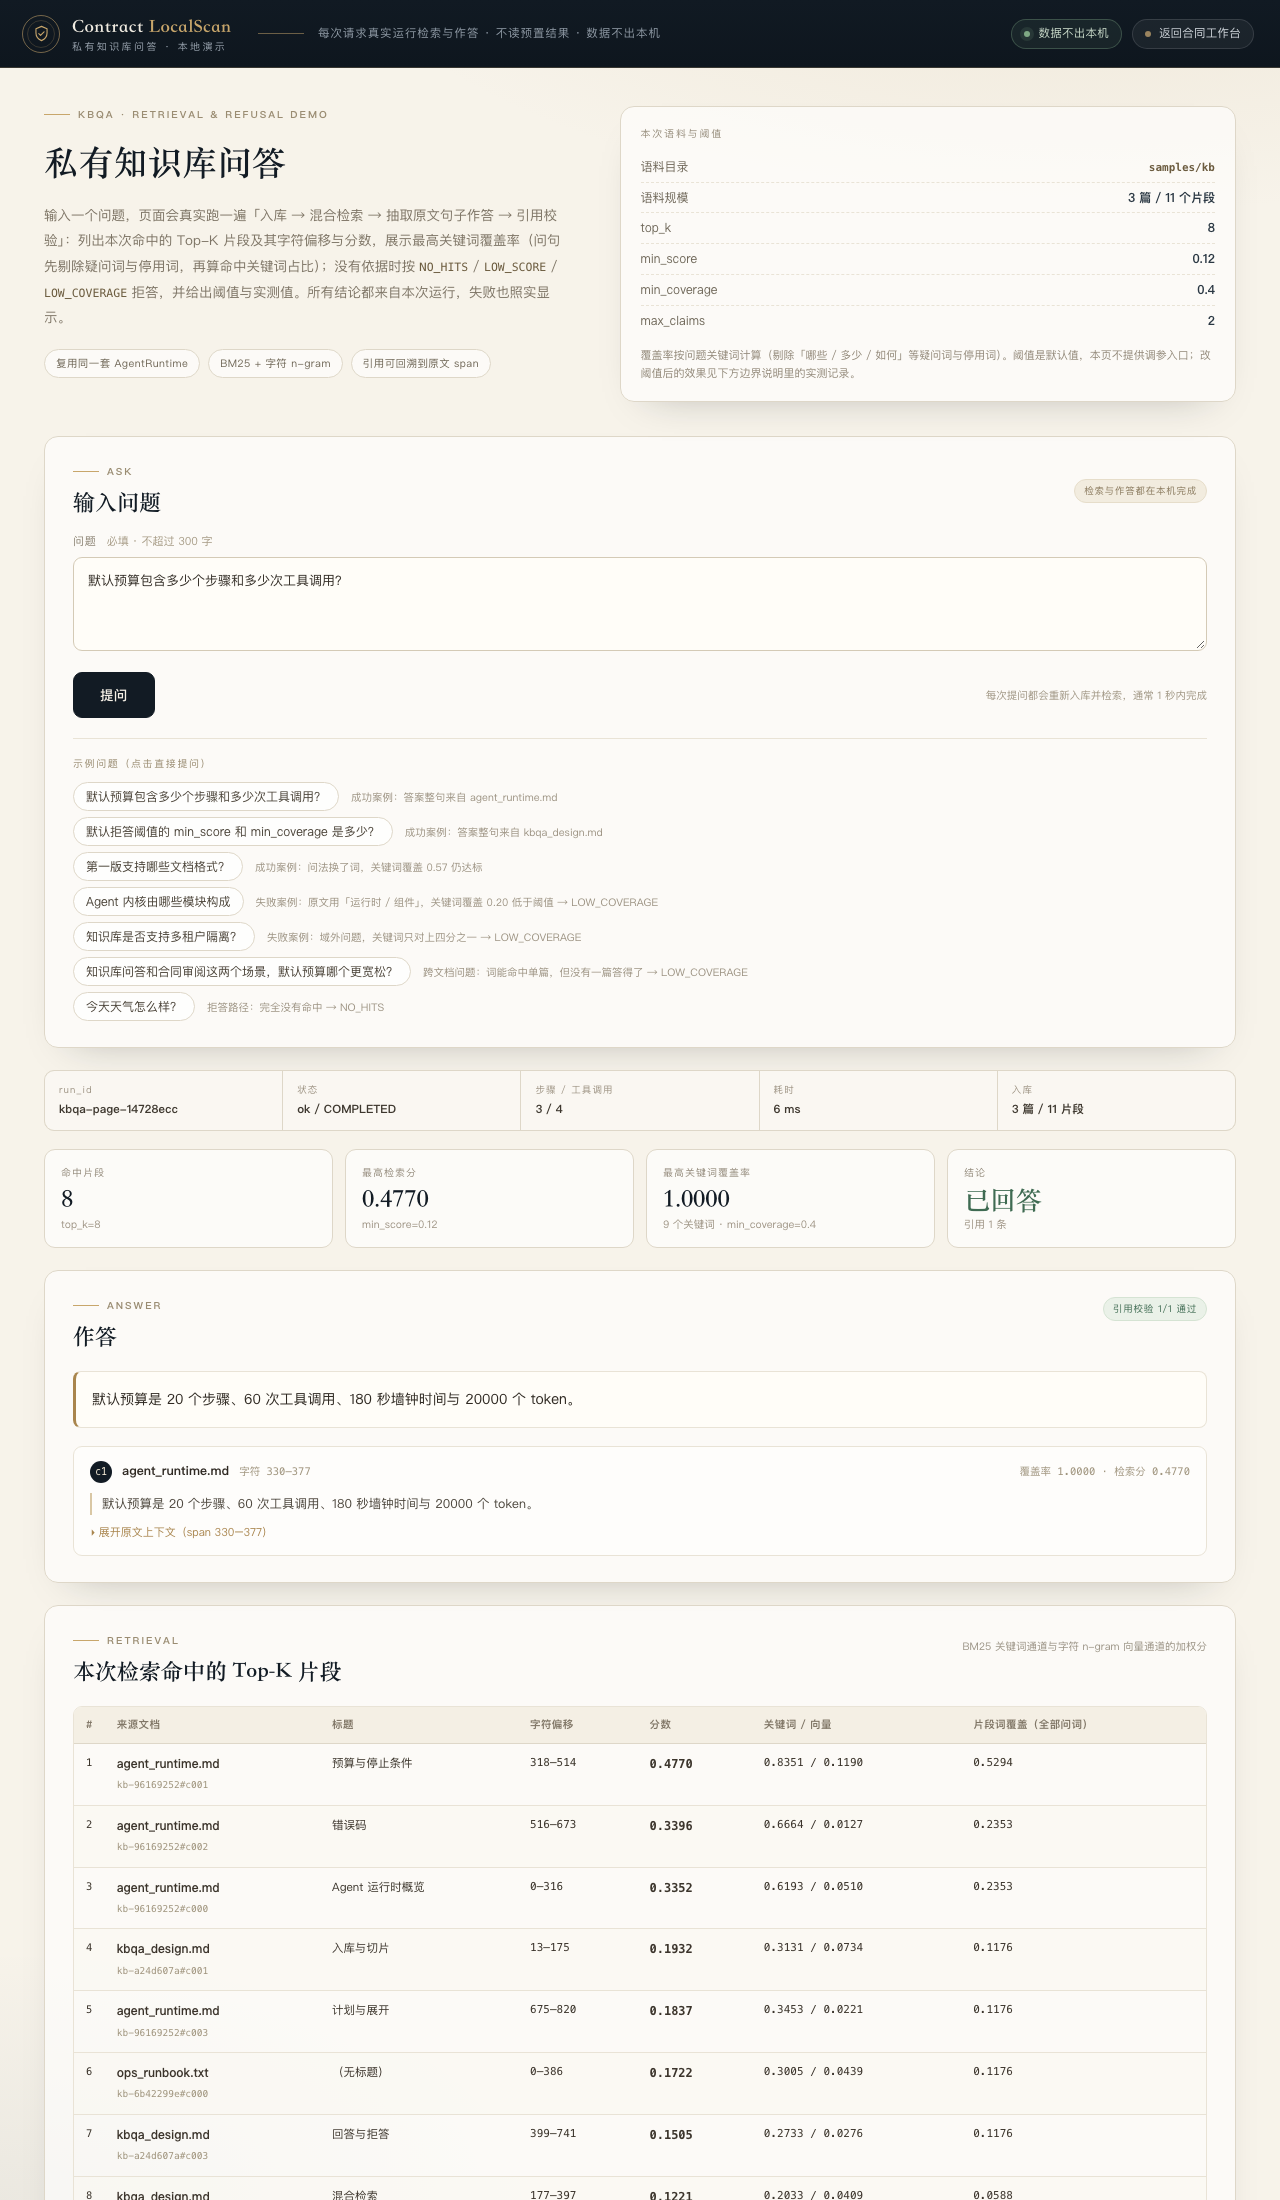 Contract LocalScan
私有知识库问答 · 本地演示
每次请求真实运行检索与作答 · 不读预置结果 · 数据不出本机
数据不出本机
返回合同工作台
KBQA · RETRIEVAL & REFUSAL DEMO
私有知识库问答
输入一个问题，页面会真实跑一遍「入库 → 混合检索 → 抽取原文句子作答 → 引用校
验」：列出本次命中的 Top-K 片段及其字符偏移与分数，展示最高关键词覆盖率（问句
先剔除疑问词与停用词，再算命中关键词占比）；没有依据时按 NO_HITS / LOW_SCORE /
LOW_COVERAGE 拒答，并给出阈值与实测值。所有结论都来自本次运行，失败也照实显
示。
复用同一套 AgentRuntime
BM25 + 字符 n-gram
引用可回溯到原文 span
本次语料与阈值
语料目录
samples/kb
语料规模
3 篇 / 11 个片段
top_k
8
min_score
0.12
min_coverage
0.4
max_claims
2
覆盖率按问题关键词计算（剔除「哪些 / 多少 / 如何」等疑问词与停用词）。阈值是默认值，本页不提供调参入口；改
阈值后的效果见下方边界说明里的实测记录。
ASK
输入问题
检索与作答都在本机完成
问题 必填 · 不超过 300 字
默认预算包含多少个步骤和多少次工具调用？
提问
每次提问都会重新入库并检索，通常 1 秒内完成
示例问题（点击直接提问）
默认预算包含多少个步骤和多少次工具调用？ 成功案例：答案整句来自 agent_runtime.md
默认拒答阈值的 min_score 和 min_coverage 是多少？ 成功案例：答案整句来自 kbqa_design.md
第一版支持哪些文档格式？ 成功案例：问法换了词，关键词覆盖 0.57 仍达标
Agent 内核由哪些模块构成 失败案例：原文用「运行时 / 组件」，关键词覆盖 0.20 低于阈值 → LOW_COVERAGE
知识库是否支持多租户隔离？ 失败案例：域外问题，关键词只对上四分之一 → LOW_COVERAGE
知识库问答和合同审阅这两个场景，默认预算哪个更宽松？ 跨文档问题：词能命中单篇，但没有一篇答得了 → LOW_COVERAGE
今天天气怎么样？ 拒答路径：完全没有命中 → NO_HITS
run_id
kbqa-page-14728ecc
状态
ok / COMPLETED
步骤 / 工具调用
3 / 4
耗时
6 ms
入库
3 篇 / 11 片段
命中片段
8
top_k=8
最高检索分
0.4770
min_score=0.12
最高关键词覆盖率
1.0000
9 个关键词 · min_coverage=0.4
结论
已回答
引用 1 条
ANSWER
作答
引用校验 1/1 通过
默认预算是 20 个步骤、60 次工具调用、180 秒墙钟时间与 20000 个 token。
c1 agent_runtime.md 字符 330–377 覆盖率 1.0000 · 检索分 0.4770
默认预算是 20 个步骤、60 次工具调用、180 秒墙钟时间与 20000 个 token。
展开原文上下文（span 330–377）
RETRIEVAL
本次检索命中的 Top-K 片段
BM25 关键词通道与字符 n-gram 向量通道的加权分
# 来源文档 标题 字符偏移 分数 关键词 / 向量 片段词覆盖（全部问词）
1 agent_runtime.md 预算与停止条件 318–514 0.4770 0.8351 / 0.1190 0.5294
kb-96169252#c001
2 agent_runtime.md 错误码 516–673 0.3396 0.6664 / 0.0127 0.2353
kb-96169252#c002
3 agent_runtime.md Agent 运行时概览 0–316 0.3352 0.6193 / 0.0510 0.2353
kb-96169252#c000
4 kbqa_design.md 入库与切片 13–175 0.1932 0.3131 / 0.0734 0.1176
kb-a24d607a#c001
5 agent_runtime.md 计划与展开 675–820 0.1837 0.3453 / 0.0221 0.1176
kb-96169252#c003
6 ops_runbook.txt （无标题） 0–386 0.1722 0.3005 / 0.0439 0.1176
kb-6b42299e#c000
7 kbqa_design.md 回答与拒答 399–741 0.1505 0.2733 / 0.0276 0.1176
kb-a24d607a#c003
8 kbqa_design.md 混合检索 177–397 0.1221 0.2033 / 0.0409 0.0588